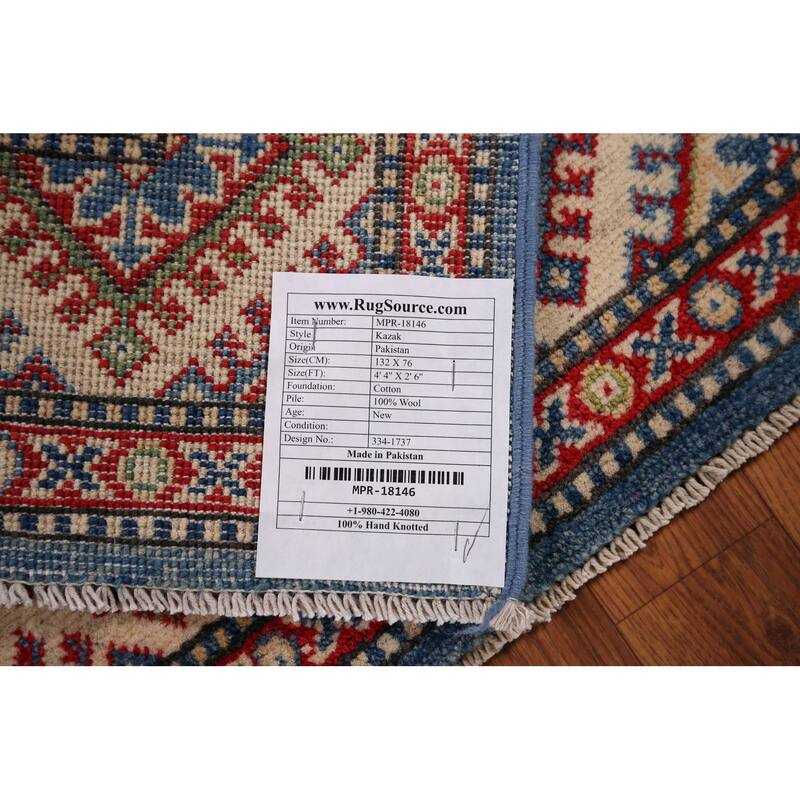 www.RugSource.com
Item Number: MPR-18146
Style Kazak
Origin Pakistan
Size(CM): 132 X 76
Size(FT): 4' 4" X 2' 6"
Foundation: Cotton
Pile: 100% Wool
Age: New
Condition:
Design No.: 334-1737
Made in Pakistan
MPR-18146
+1-980-422-4080
100% Hand Knotted